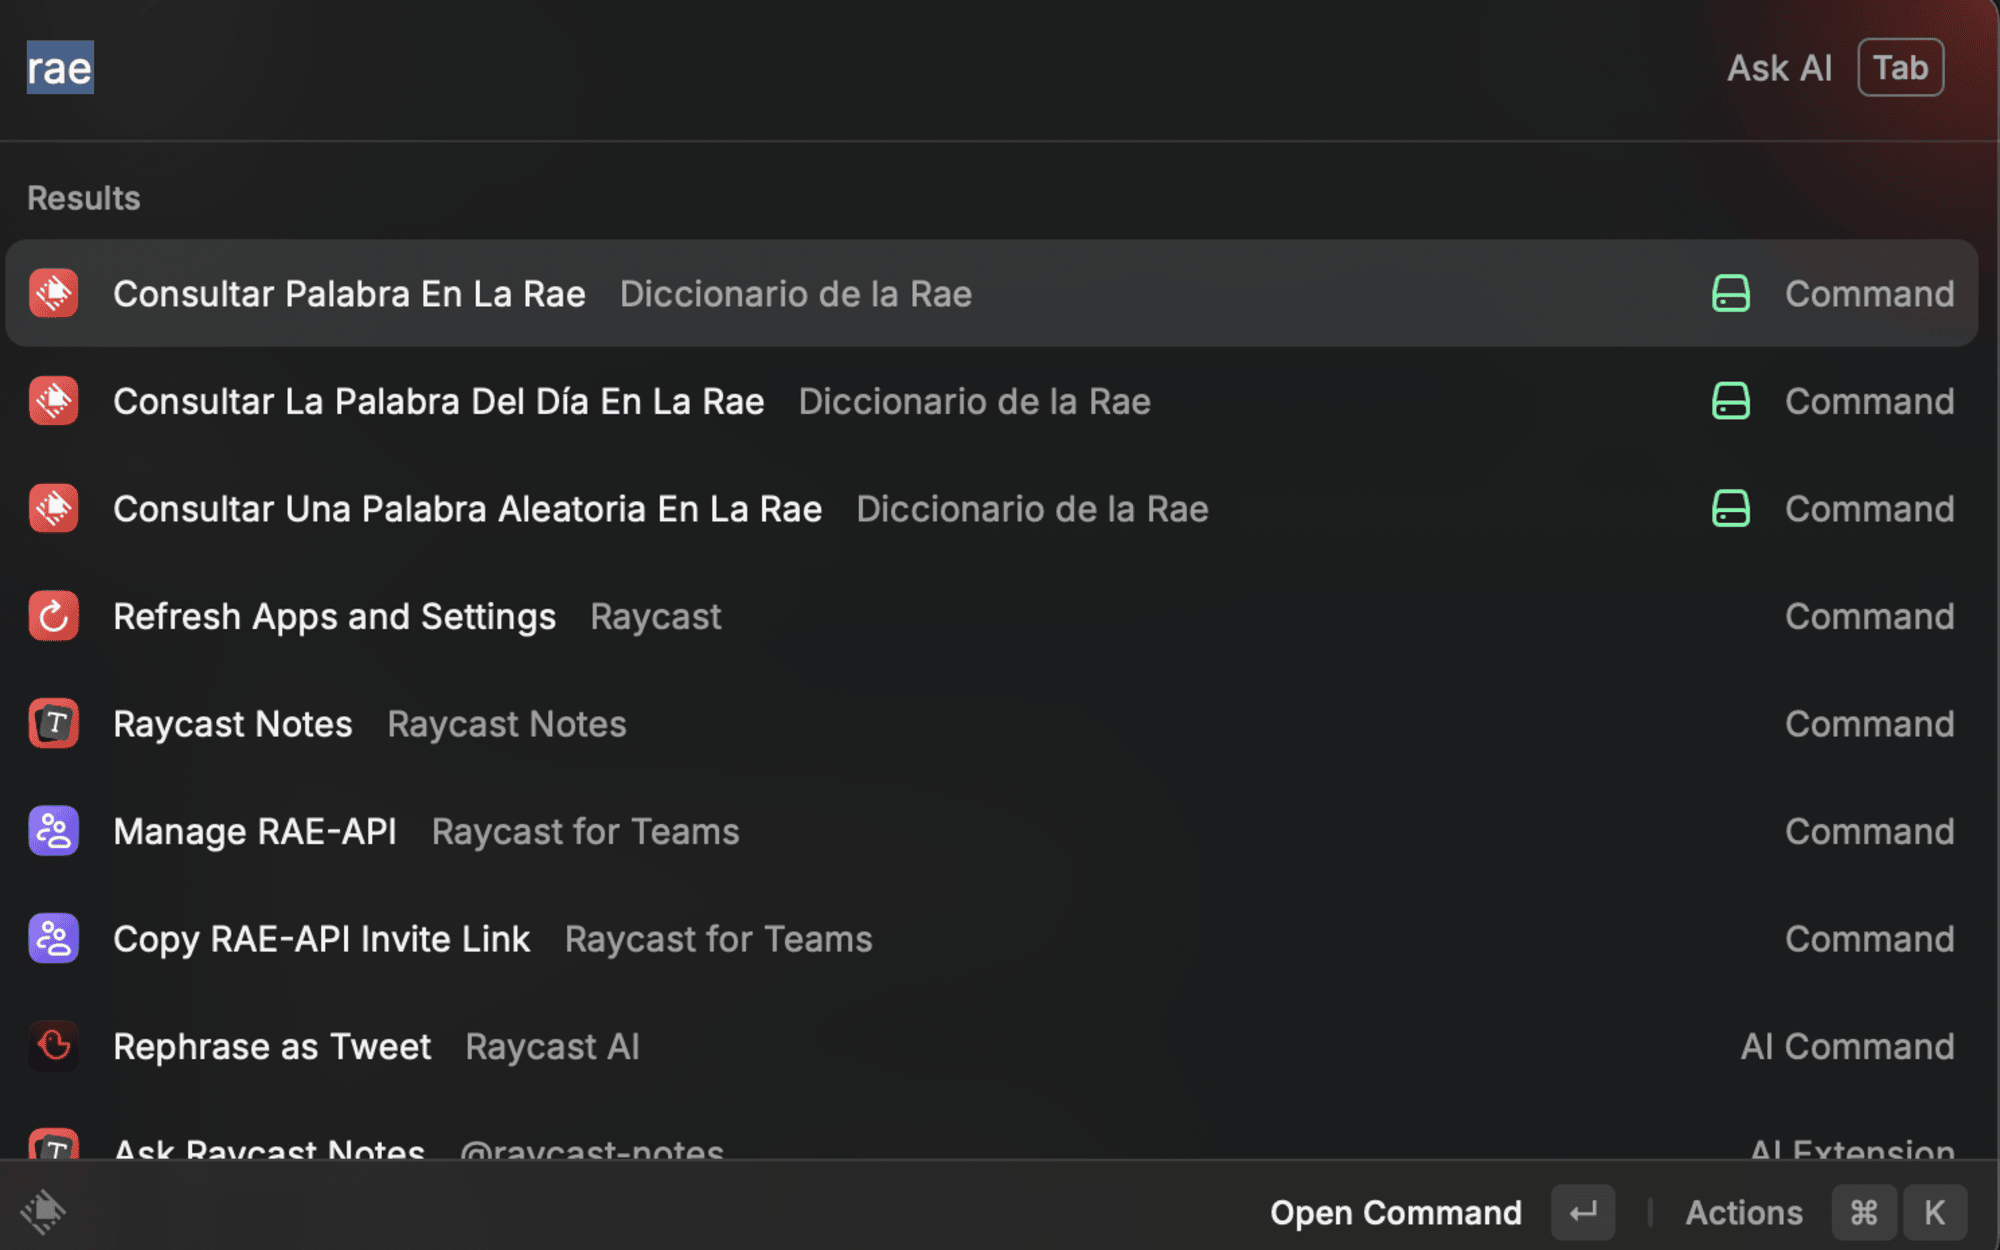 rae Ask AI Tab
Results
Consultar Palabra En La Rae Diccionario de la Rae Command
Consultar La Palabra Del Día En La Rae Diccionario de la Rae Command
Consultar Una Palabra Aleatoria En La Rae Diccionario de la Rae Command
Refresh Apps and Settings Raycast Command
Raycast Notes Raycast Notes Command
Manage RAE-API Raycast for Teams Command
Copy RAE-API Invite Link Raycast for Teams Command
Rephrase as Tweet Raycast AI AI Command
Ask Raycast Notes @raycast-notes AI Extension
Open Command ↵ Actions ⌘ K